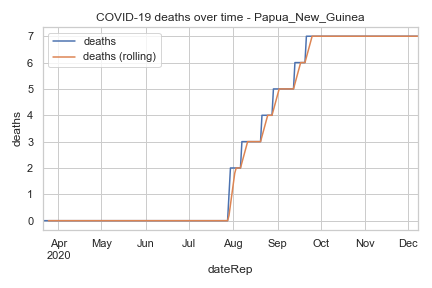 COVID-19 deaths over time - Papua_New_Guinea
deaths
deaths (rolling)
deaths
7
6
5
4
3
2
1
0
Apr May Jun Jul Aug Sep Oct Nov Dec
2020
dateRep